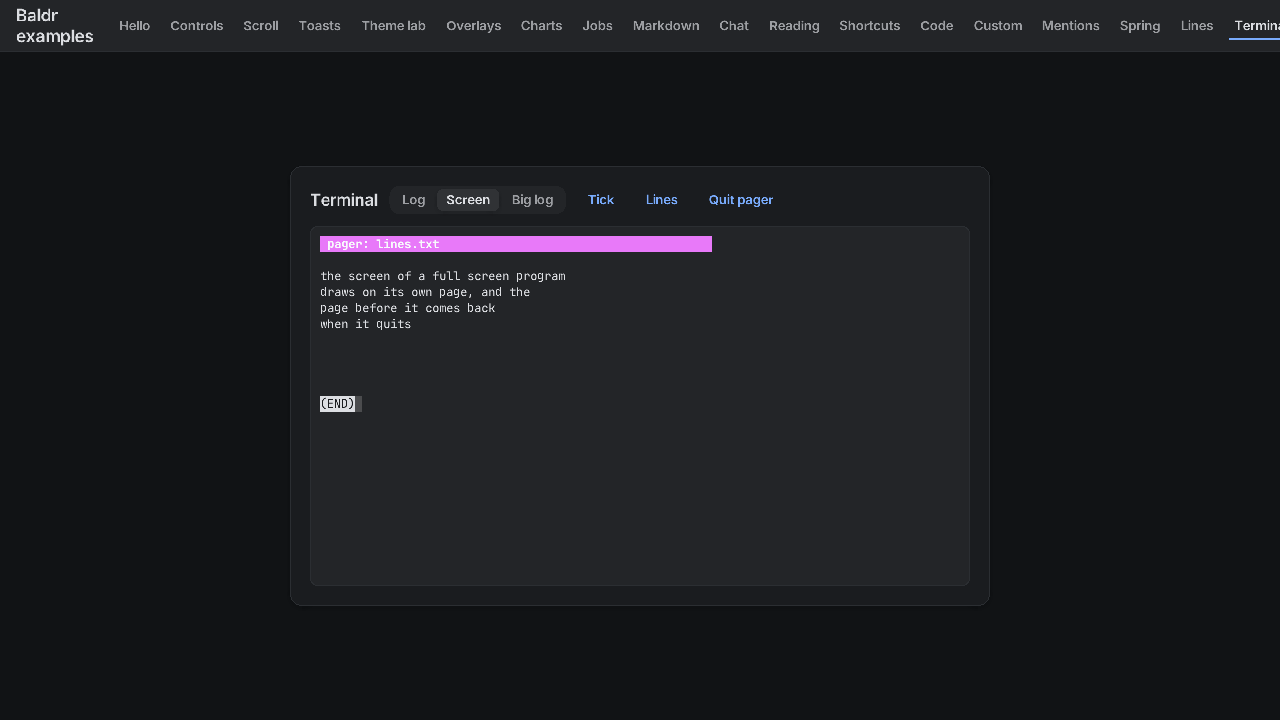 Baldr
examples
Hello Controls Scroll Toasts Theme lab Overlays Charts Jobs Markdown Chat Reading Shortcuts Code Custom Mentions Spring Lines
Terminal Log Screen Big log Tick Lines Quit pager
pager: lines.txt
the screen of a full screen program
draws on its own page, and the
page before it comes back
when it quits
(END)